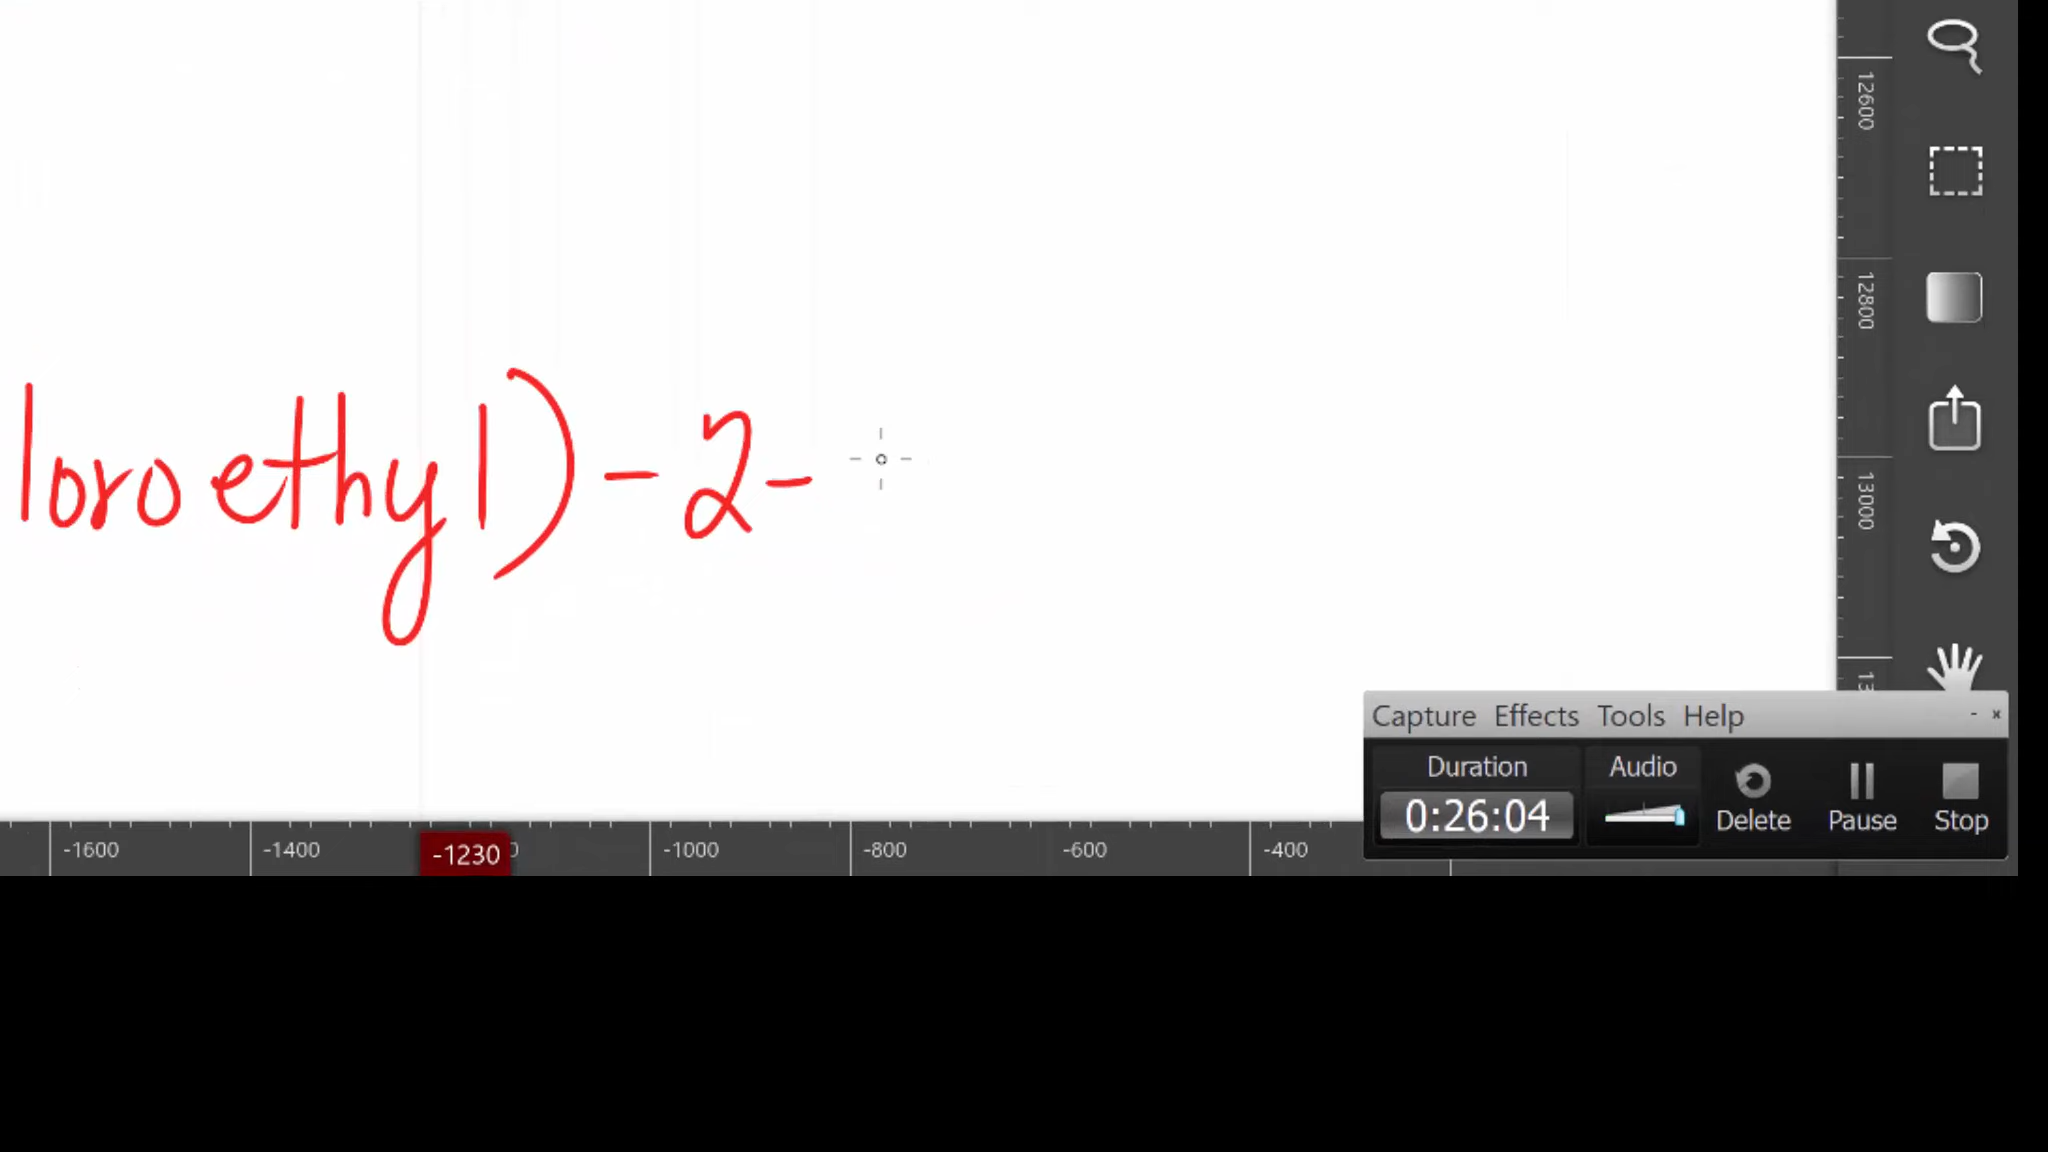 loroethyl)-2-
12600
12800
13000
Capture Effects Tools Help
Duration Audio
0:26:04 Delete Pause Stop
-1600 -1400 -1230 -1000 -800 -600 -400